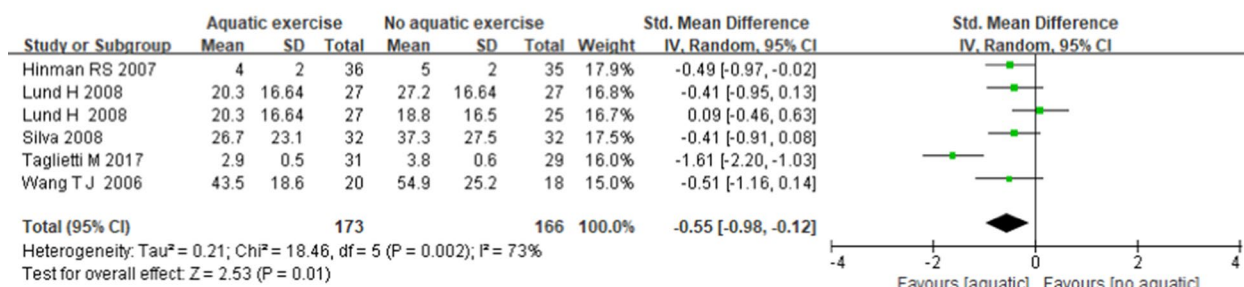 Aquatic exercise No aquatic exercise Std. Mean Difference Std. Mean Difference
Study or Subgroup Mean SD Total Mean SD Total Weight IV, Random, 95% CI IV, Random, 95% CI
Hinman RS 2007 4 2 36 5 2 35 17.9% -0.49 [-0.97, -0.02]
Lund H 2008 20.3 16.64 27 27.2 16.64 27 16.8% -0.41 [-0.95, 0.13]
Lund H 2008 20.3 16.64 27 18.8 16.5 25 16.7% 0.09 [-0.46, 0.63]
Silva 2008 26.7 23.1 32 37.3 27.5 32 17.5% -0.41 [-0.91, 0.08]
Taglietti M 2017 2.9 0.5 31 3.8 0.6 29 16.0% -1.61 [-2.20, -1.03]
Wang TJ 2006 43.5 18.6 20 54.9 25.2 18 15.0% -0.51 [-1.16, 0.14]
Total (95% CI) 173 166 100.0% -0.55 [-0.98, -0.12]
Heterogeneity: Tau² = 0.21; Chi² = 18.46, df = 5 (P = 0.002); I² = 73%
Test for overall effect: Z = 2.53 (P = 0.01)
-4 -2 0 2 4
Favours [aquatic] Favours [no aquatic]